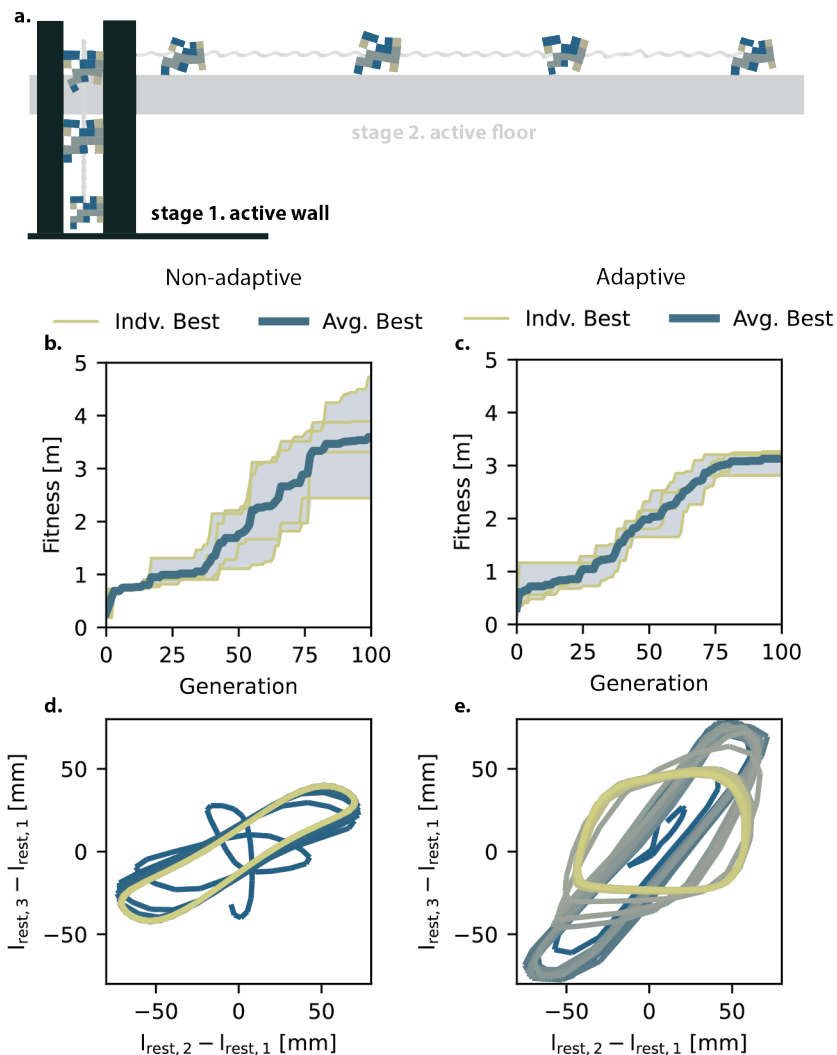 a.
stage 2. active floor
stage 1. active wall
Non-adaptive
Adaptive
Indv. Best
Avg. Best
Indv. Best
Avg. Best
b.
c.
5
4
3
2
1
0
Fitness [m]
0
25
50
75
100
Generation
5
4
3
2
1
0
Fitness [m]
0
25
50
75
100
Generation
d.
e.
50
0
−50
l_rest, 3 − l_rest, 1 [mm]
−50
0
50
l_rest, 2 − l_rest, 1 [mm]
50
0
−50
l_rest, 3 − l_rest, 1 [mm]
−50
0
50
l_rest, 2 − l_rest, 1 [mm]